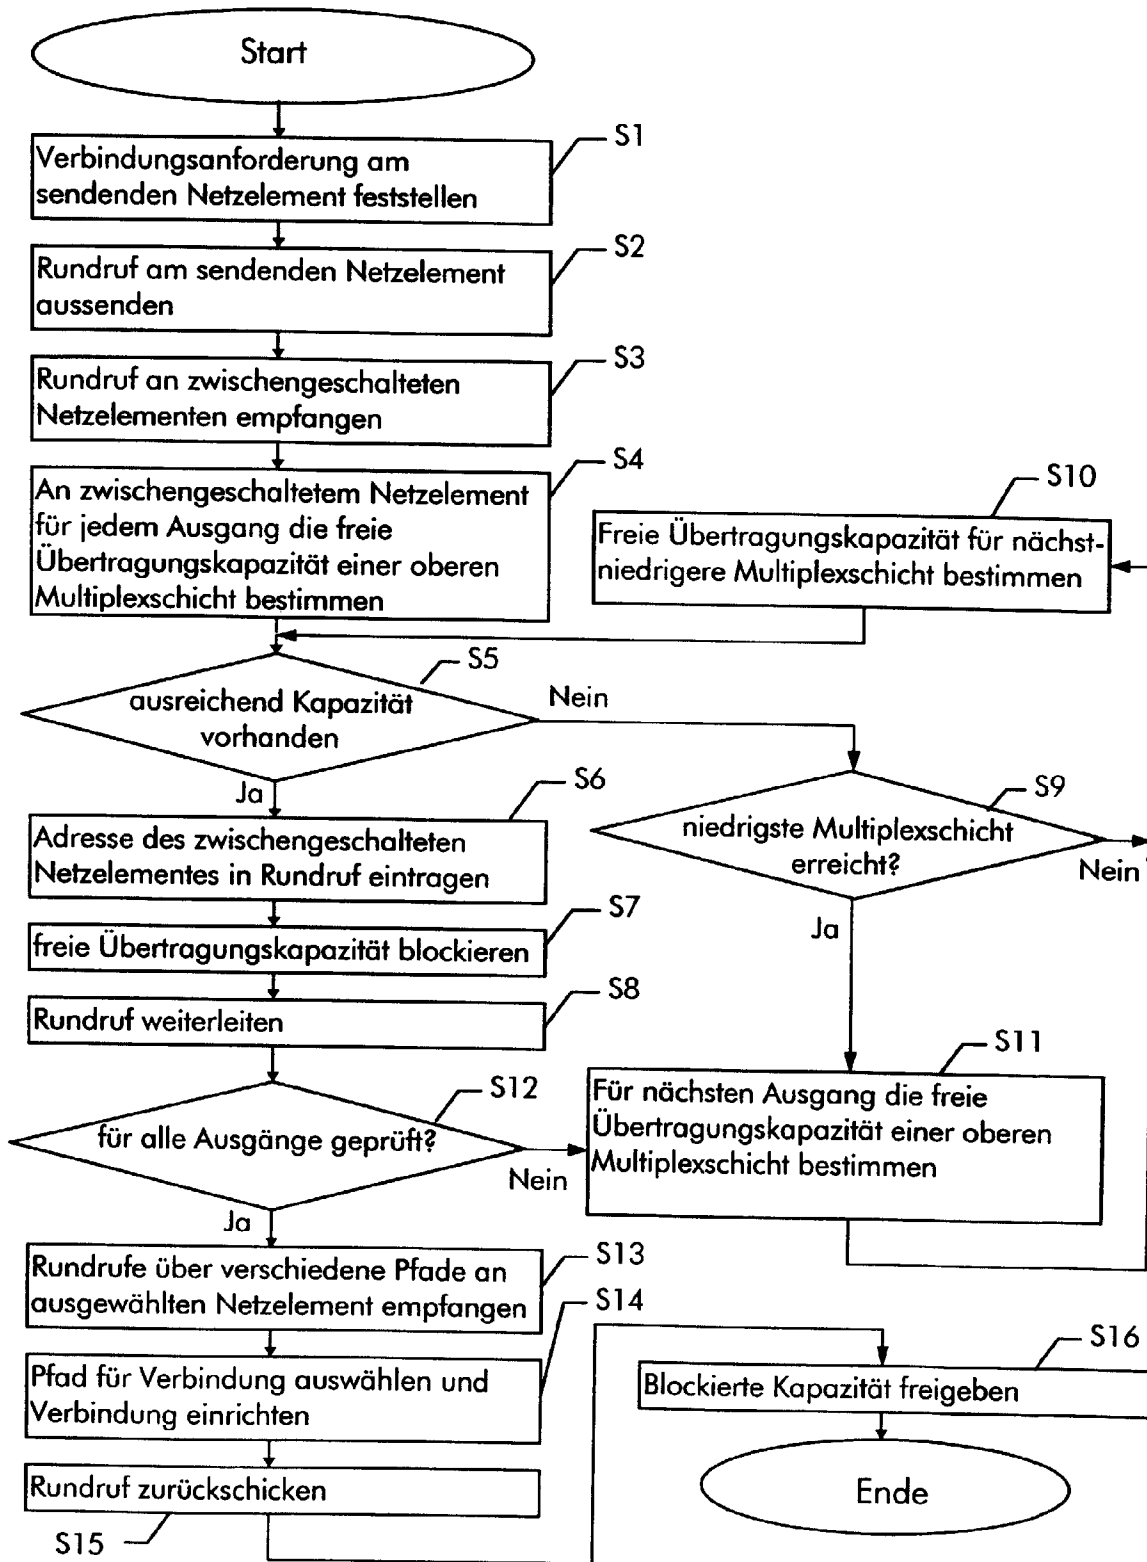 Start
S1
Verbindungsanforderung am
sendenden Netzelement feststellen
S2
Rundruf am sendenden Netzelement
aussenden
S3
Rundruf an zwischengeschalteten
Netzelementen empfangen
S4
An zwischengeschaltetem Netzelement
für jedem Ausgang die freie
Übertragungskapazität einer oberen
Multiplexschicht bestimmen
S10
Freie Übertragungskapazität für nächst-
niedrigere Multiplexschicht bestimmen
S5
ausreichend Kapazität
vorhanden
Nein
Ja
S6
Adresse des zwischengeschalteten
Netzelementes in Rundruf eintragen
S9
niedrigste Multiplexschicht
erreicht?
Nein
Ja
S7
freie Übertragungskapazität blockieren
S8
Rundruf weiterleiten
S11
Für nächsten Ausgang die freie
Übertragungskapazität einer oberen
Multiplexschicht bestimmen
S12
für alle Ausgänge geprüft?
Nein
Ja
S13
Rundrufe über verschiedene Pfade an
ausgewählten Netzelement empfangen
S14
Pfad für Verbindung auswählen und
Verbindung einrichten
Rundruf zurückschicken
S15
S16
Blockierte Kapazität freigeben
Ende